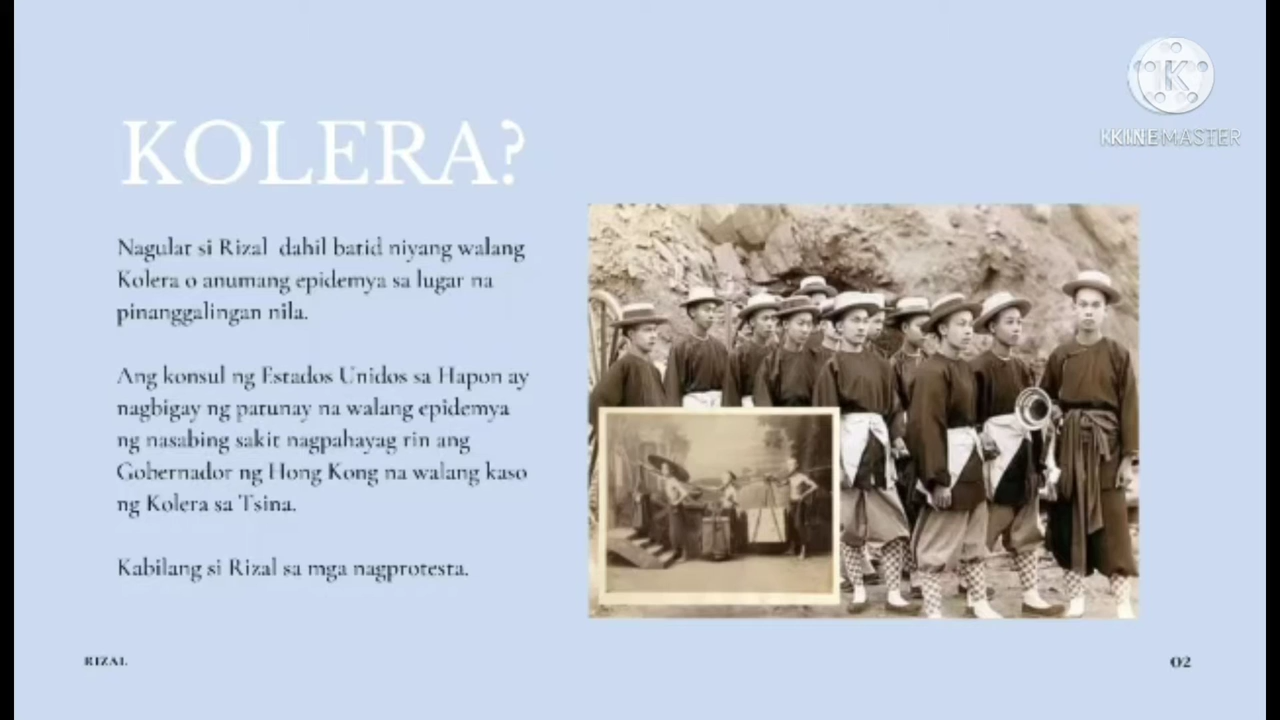 KINEMASTER
KOLERA?
Nagulat si Rizal dahil batid niyang walang
Kolera o anumang epidemya sa lugar na
pinanggalingan nila.
Ang konsul ng Estados Unidos sa Hapon ay
nagbigay ng patunay na walang epidemya
ng nasabing sakit nagpahayag rin ang
Gobernador ng Hong Kong na walang kaso
ng Kolera sa Tsina.
Kabilang si Rizal sa mga nagprotesta.
RIZAL
02